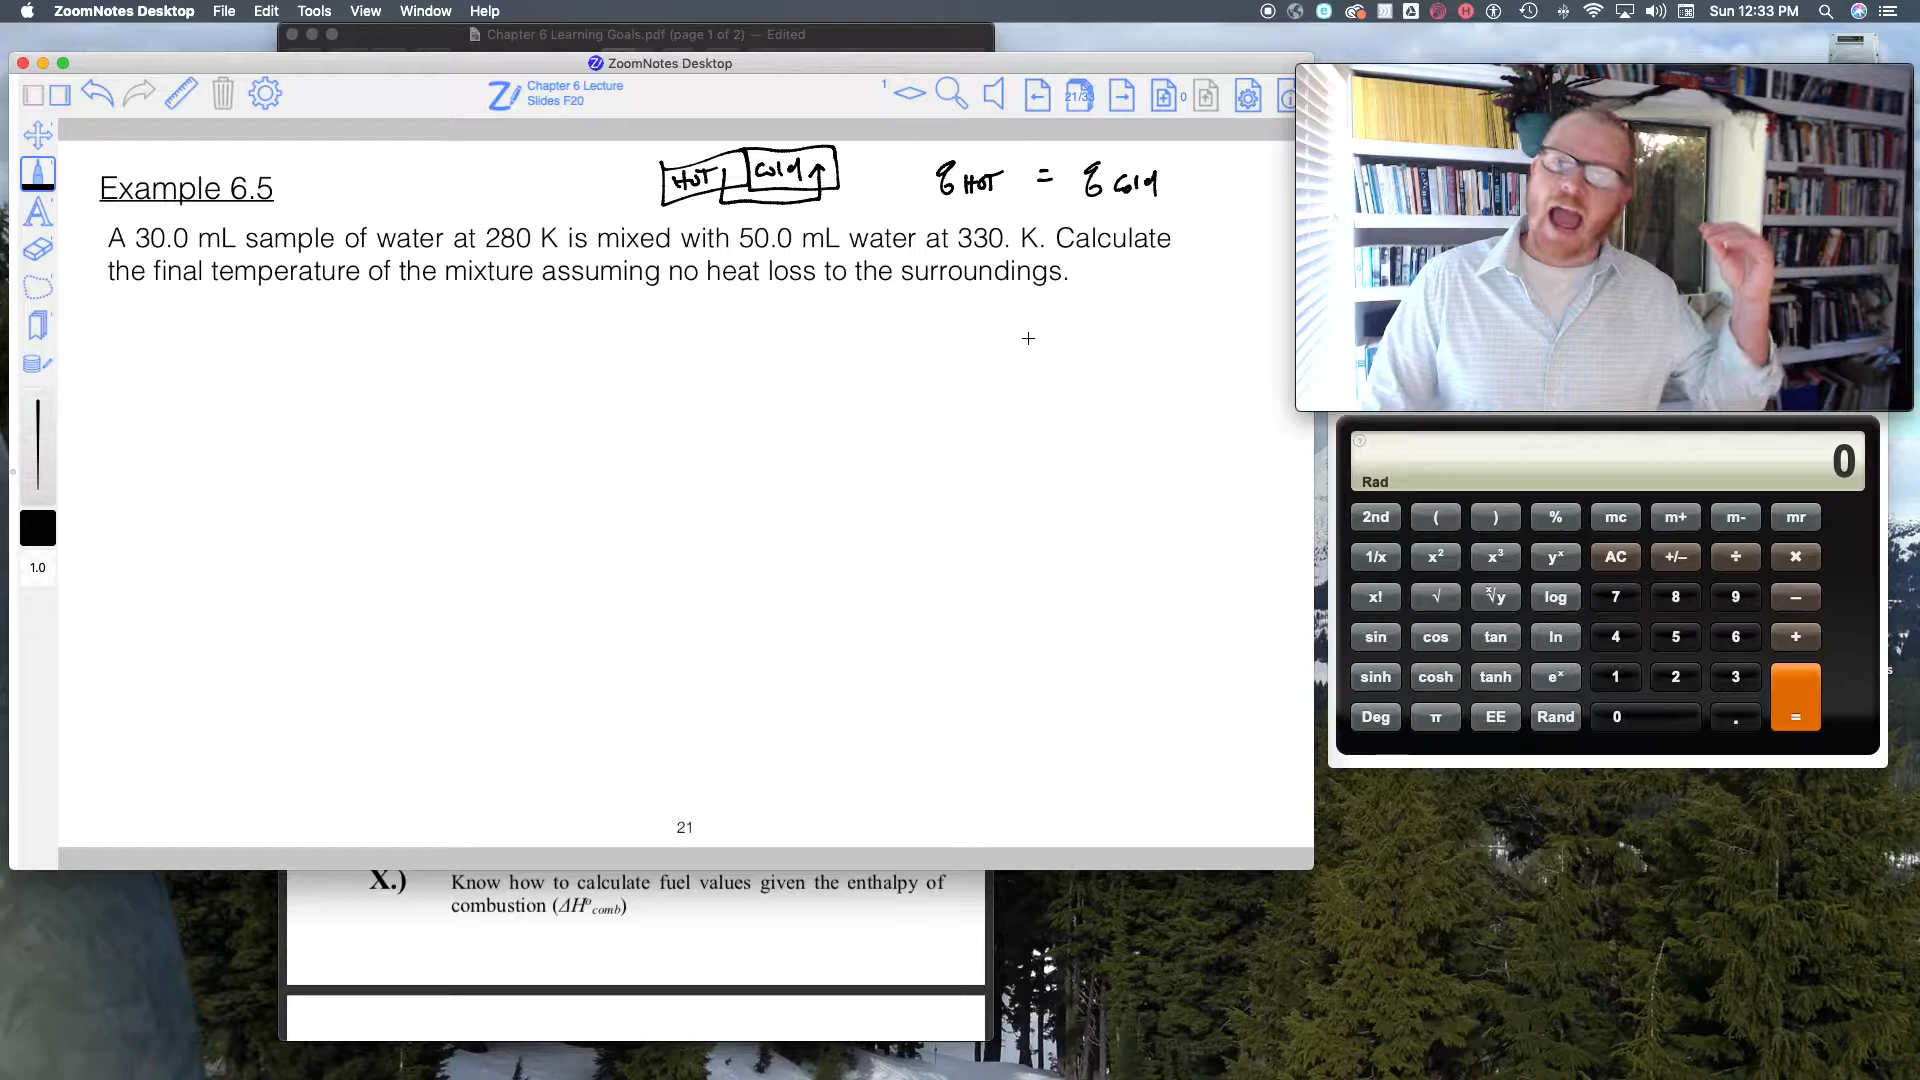 ZoomNotes Desktop File Edit Tools View Window Help Sun 12:33 PM
Chapter 6 Learning Goals.pdf (page 1 of 2) — Edited
ZoomNotes Desktop
Chapter 6 Lecture
Slides F20
1
21/33
0
Example 6.5
HOT Cold
q HOT = q Cold
A 30.0 mL sample of water at 280 K is mixed with 50.0 mL water at 330. K. Calculate
the final temperature of the mixture assuming no heat loss to the surroundings.
1.0
21
X.) Know how to calculate fuel values given the enthalpy of
combustion (ΔH°comb)
0
Rad
2nd ( ) % mc m+ m- mr
1/x x² x³ yˣ AC +/– ÷ ×
x! √ ˣ√y log 7 8 9 −
sin cos tan ln 4 5 6 +
sinh cosh tanh eˣ 1 2 3
Deg π EE Rand 0 . =